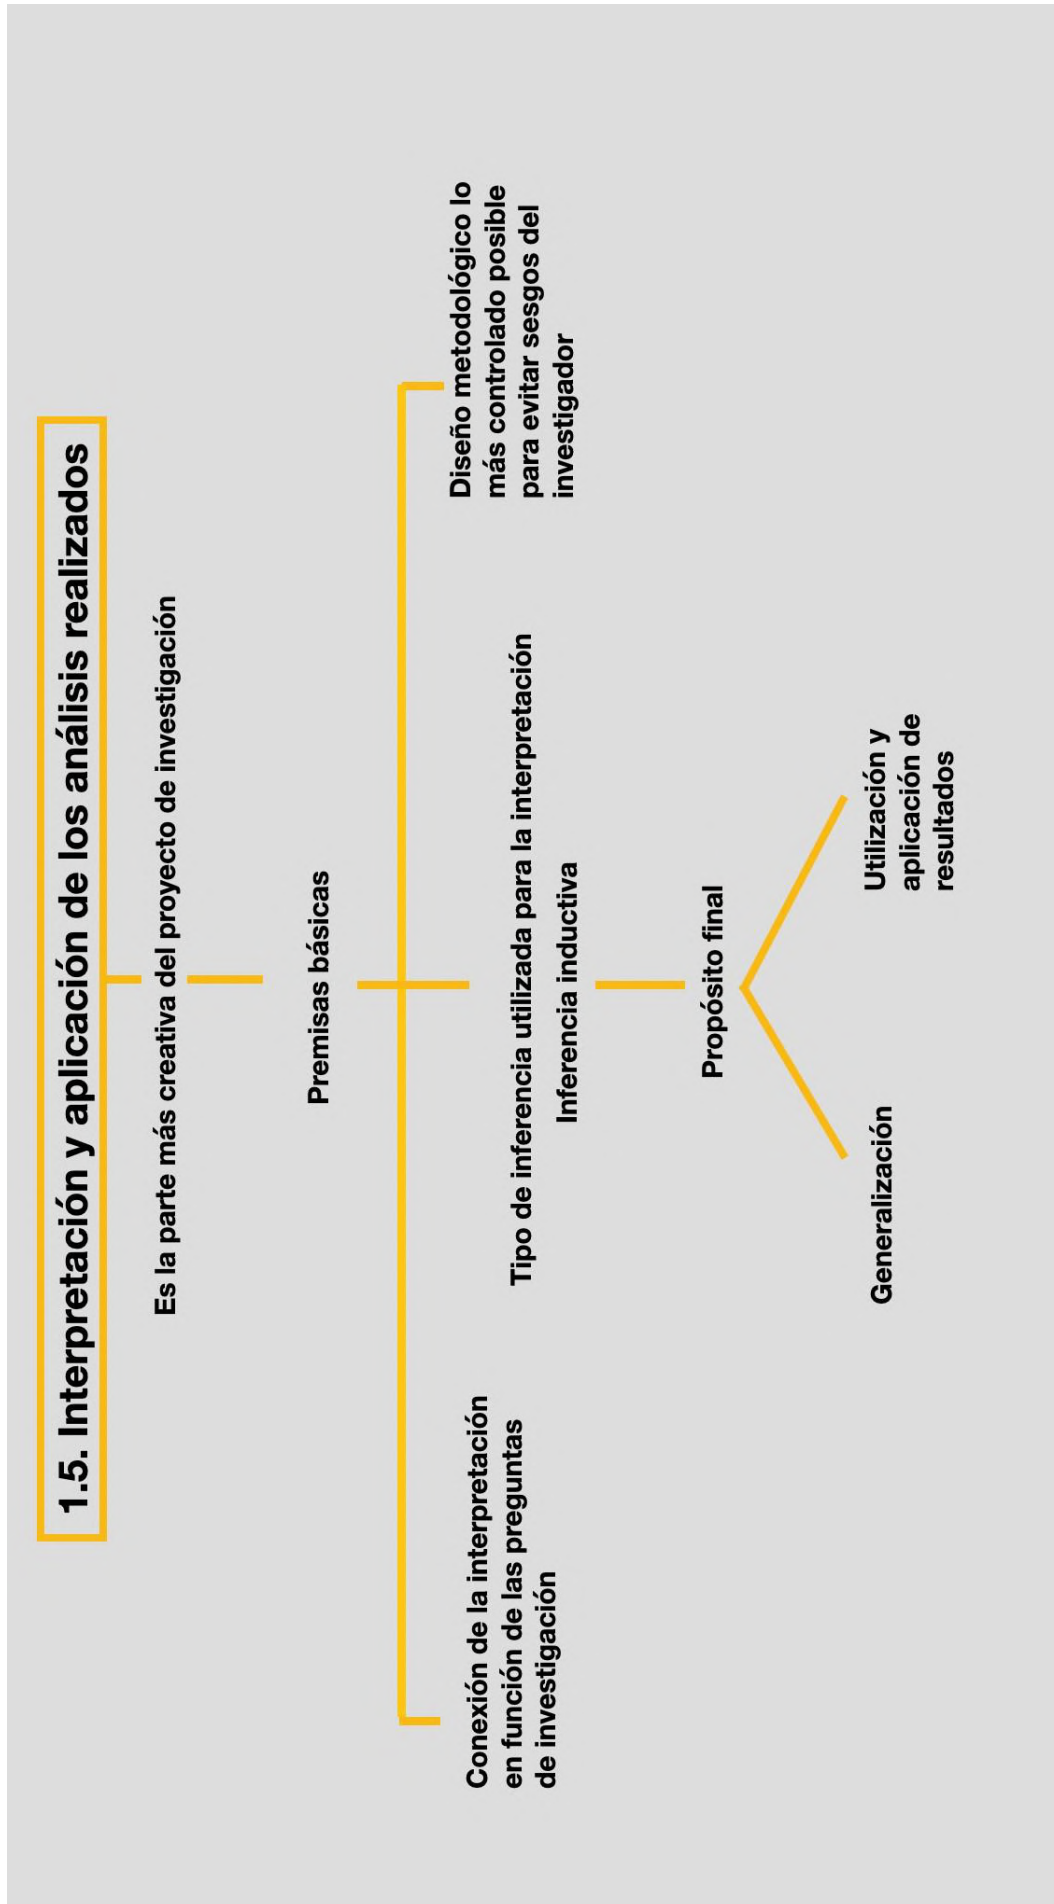 1.5. Interpretación y aplicación de los análisis realizados
Es la parte más creativa del proyecto de investigación
Premisas básicas
Conexión de la interpretación
en función de las preguntas
de investigación
Tipo de inferencia utilizada para la interpretación
Inferencia inductiva
Diseño metodológico lo
más controlado posible
para evitar sesgos del
investigador
Propósito final
Generalización
Utilización y
aplicación de
resultados